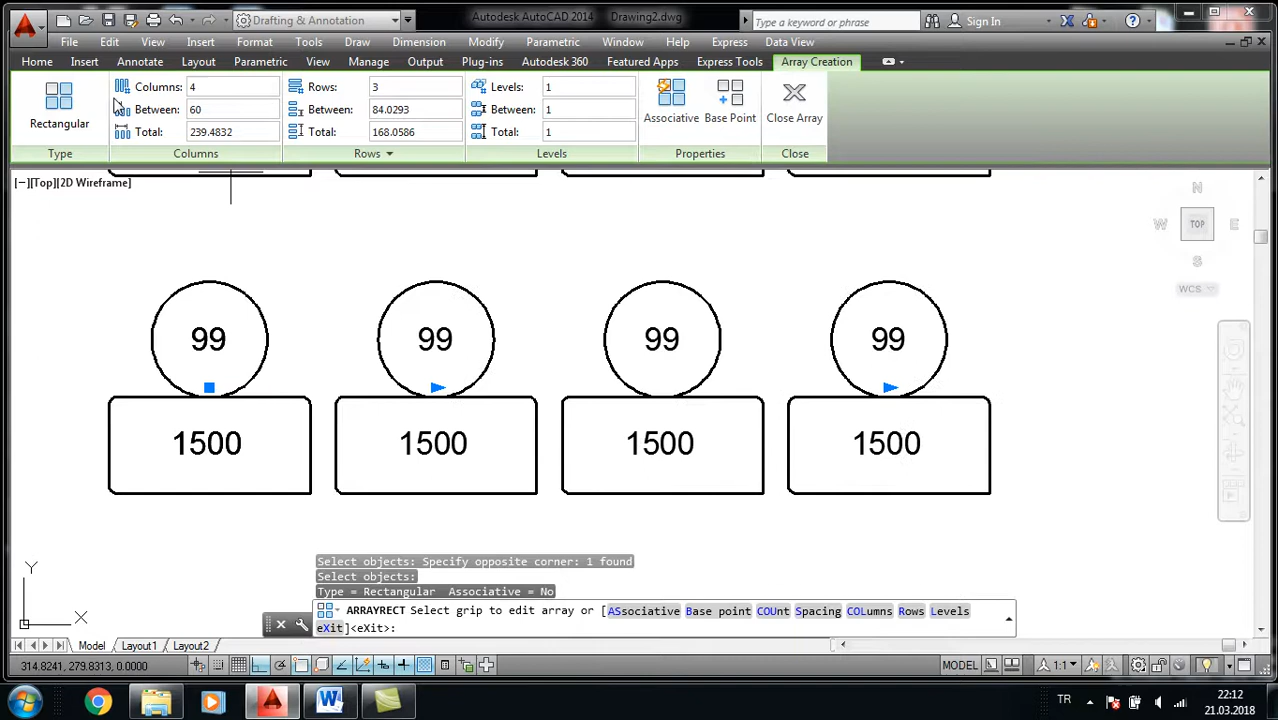 Drafting & Annotation
Autodesk AutoCAD 2014 Drawing2.dwg
Type a keyword or phrase
Sign In
File Edit View Insert Format Tools Draw Dimension Modify Parametric Window Help Express Data View
Home Insert Annotate Layout Parametric View Manage Output Plug-ins Autodesk 360 Featured Apps Express Tools Array Creation
Columns: 4 Rows: 3 Levels: 1
Between: 60 Between: 84.0293 Between: 1
Rectangular Associative Base Point Close Array
Total: 239.4832 Total: 168.0586 Total: 1
Type Columns Rows Levels Properties Close
[−][Top][2D Wireframe]
N
W TOP E
S
WCS
99 99 99 99
1500 1500 1500 1500
Select objects: Specify opposite corner: 1 found
Select objects:
Type = Rectangular Associative = No
Y
ARRAYRECT Select grip to edit array or [ASsociative Base point COUnt Spacing COLumns Rows Levels
X
eXit]<eXit>:
Model Layout1 Layout2
314.8241, 279.8313, 0.0000 MODEL 1:1
TR 22:12
21.03.2018